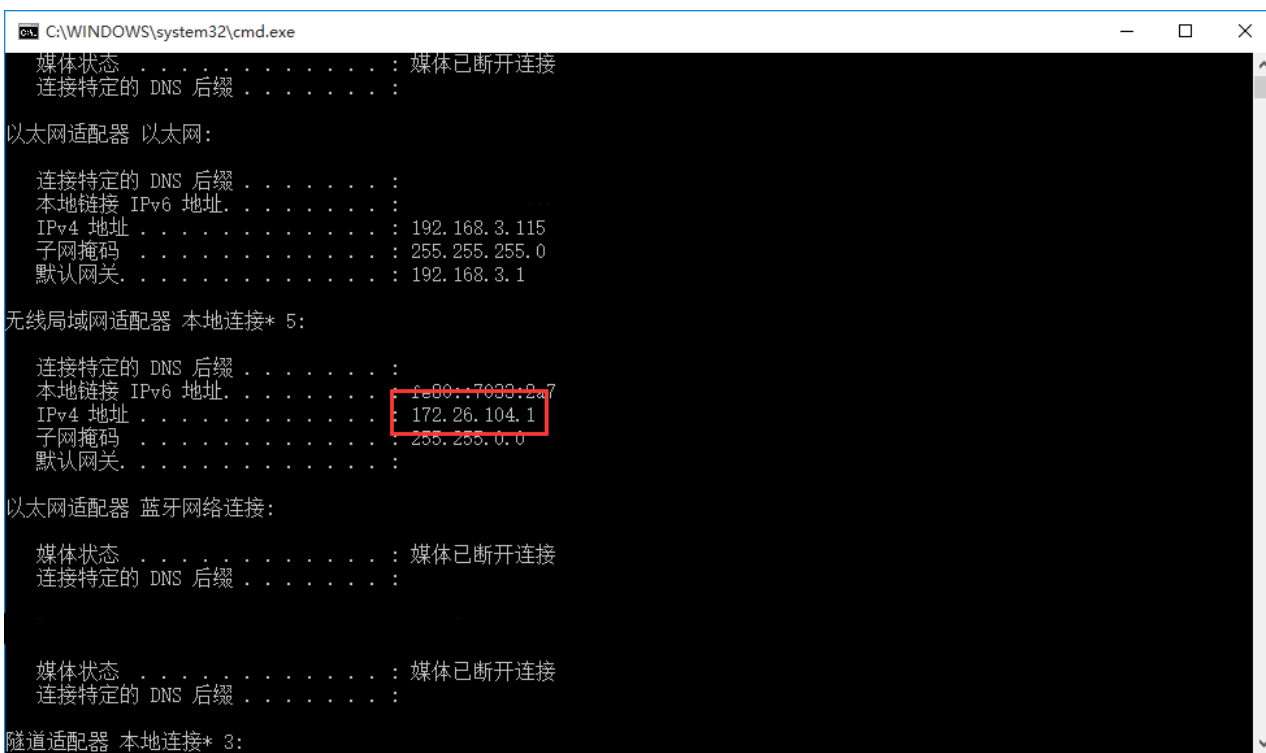 C:\WINDOWS\system32\cmd.exe
媒体状态 . . . . . . . . . . . . : 媒体已断开连接
连接特定的 DNS 后缀 . . . . . . . :
以太网适配器 以太网:
连接特定的 DNS 后缀 . . . . . . . :
本地链接 IPv6 地址. . . . . . . . :
IPv4 地址 . . . . . . . . . . . . : 192.168.3.115
子网掩码 . . . . . . . . . . . . : 255.255.255.0
默认网关. . . . . . . . . . . . . : 192.168.3.1
无线局域网适配器 本地连接* 5:
连接特定的 DNS 后缀 . . . . . . . :
本地链接 IPv6 地址. . . . . . . . : fe80::7033:2a7
IPv4 地址 . . . . . . . . . . . . : 172.26.104.1
子网掩码 . . . . . . . . . . . . : 255.255.0.0
默认网关. . . . . . . . . . . . . :
以太网适配器 蓝牙网络连接:
媒体状态 . . . . . . . . . . . . : 媒体已断开连接
连接特定的 DNS 后缀 . . . . . . . :
媒体状态 . . . . . . . . . . . . : 媒体已断开连接
连接特定的 DNS 后缀 . . . . . . . :
隧道适配器 本地连接* 3: